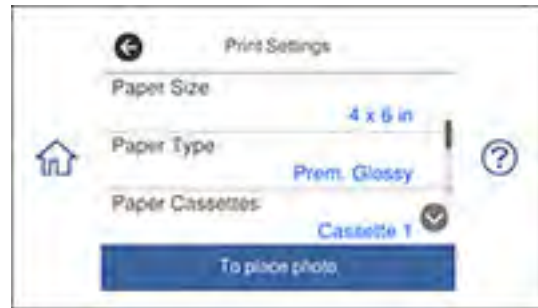 Print Settings
Paper Size
4 x 6 in
Paper Type
Prem. Glossy
Paper Cassettes
Cassette 1
To place photo